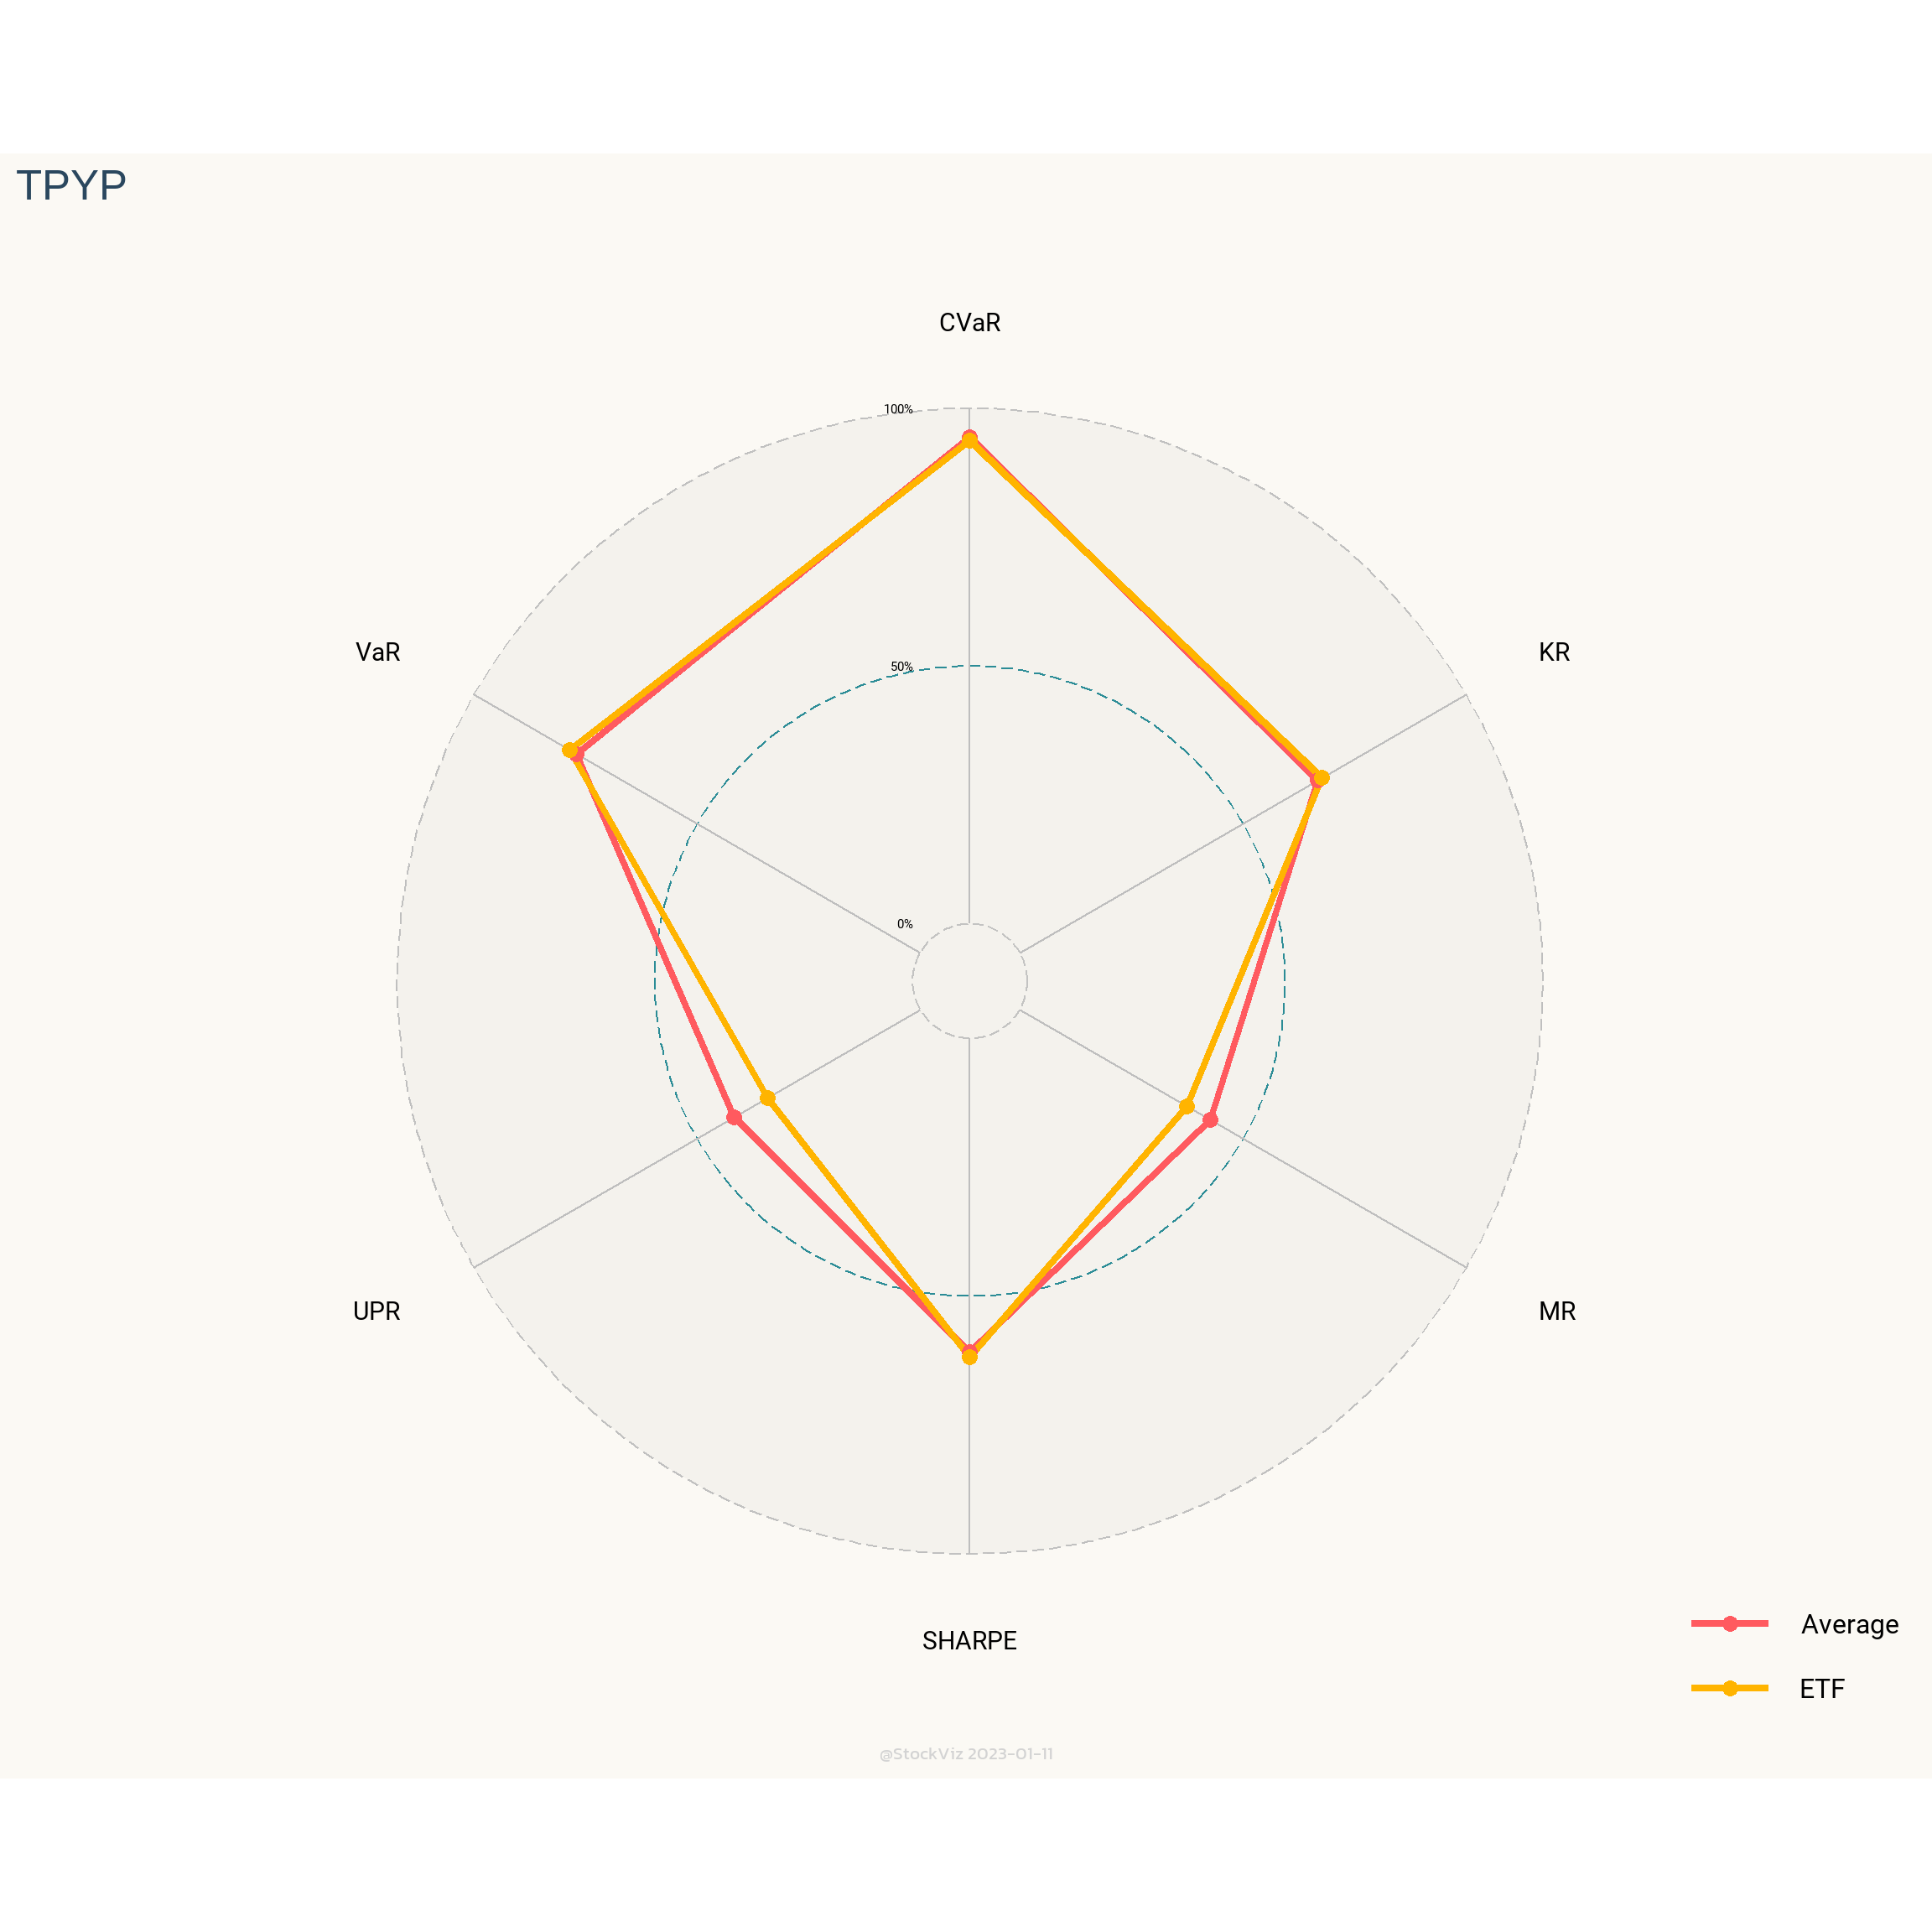 TPYP
CVaR
100%
VaR
KR
50%
0%
UPR
MR
SHARPE
Average
ETF
@StockViz 2023-01-11